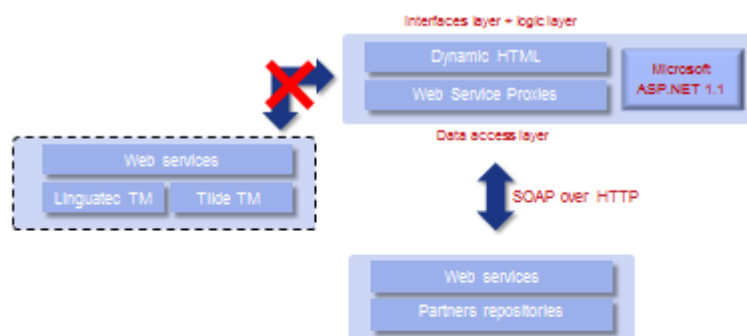 Interfaces layer + logic layer
Dynamic HTML
Web Service Proxies
Microsoft
ASP.NET 1.1
Data access layer
Web services
Linguatec TM
Tilde TM
SOAP over HTTP
Web services
Partners repositories